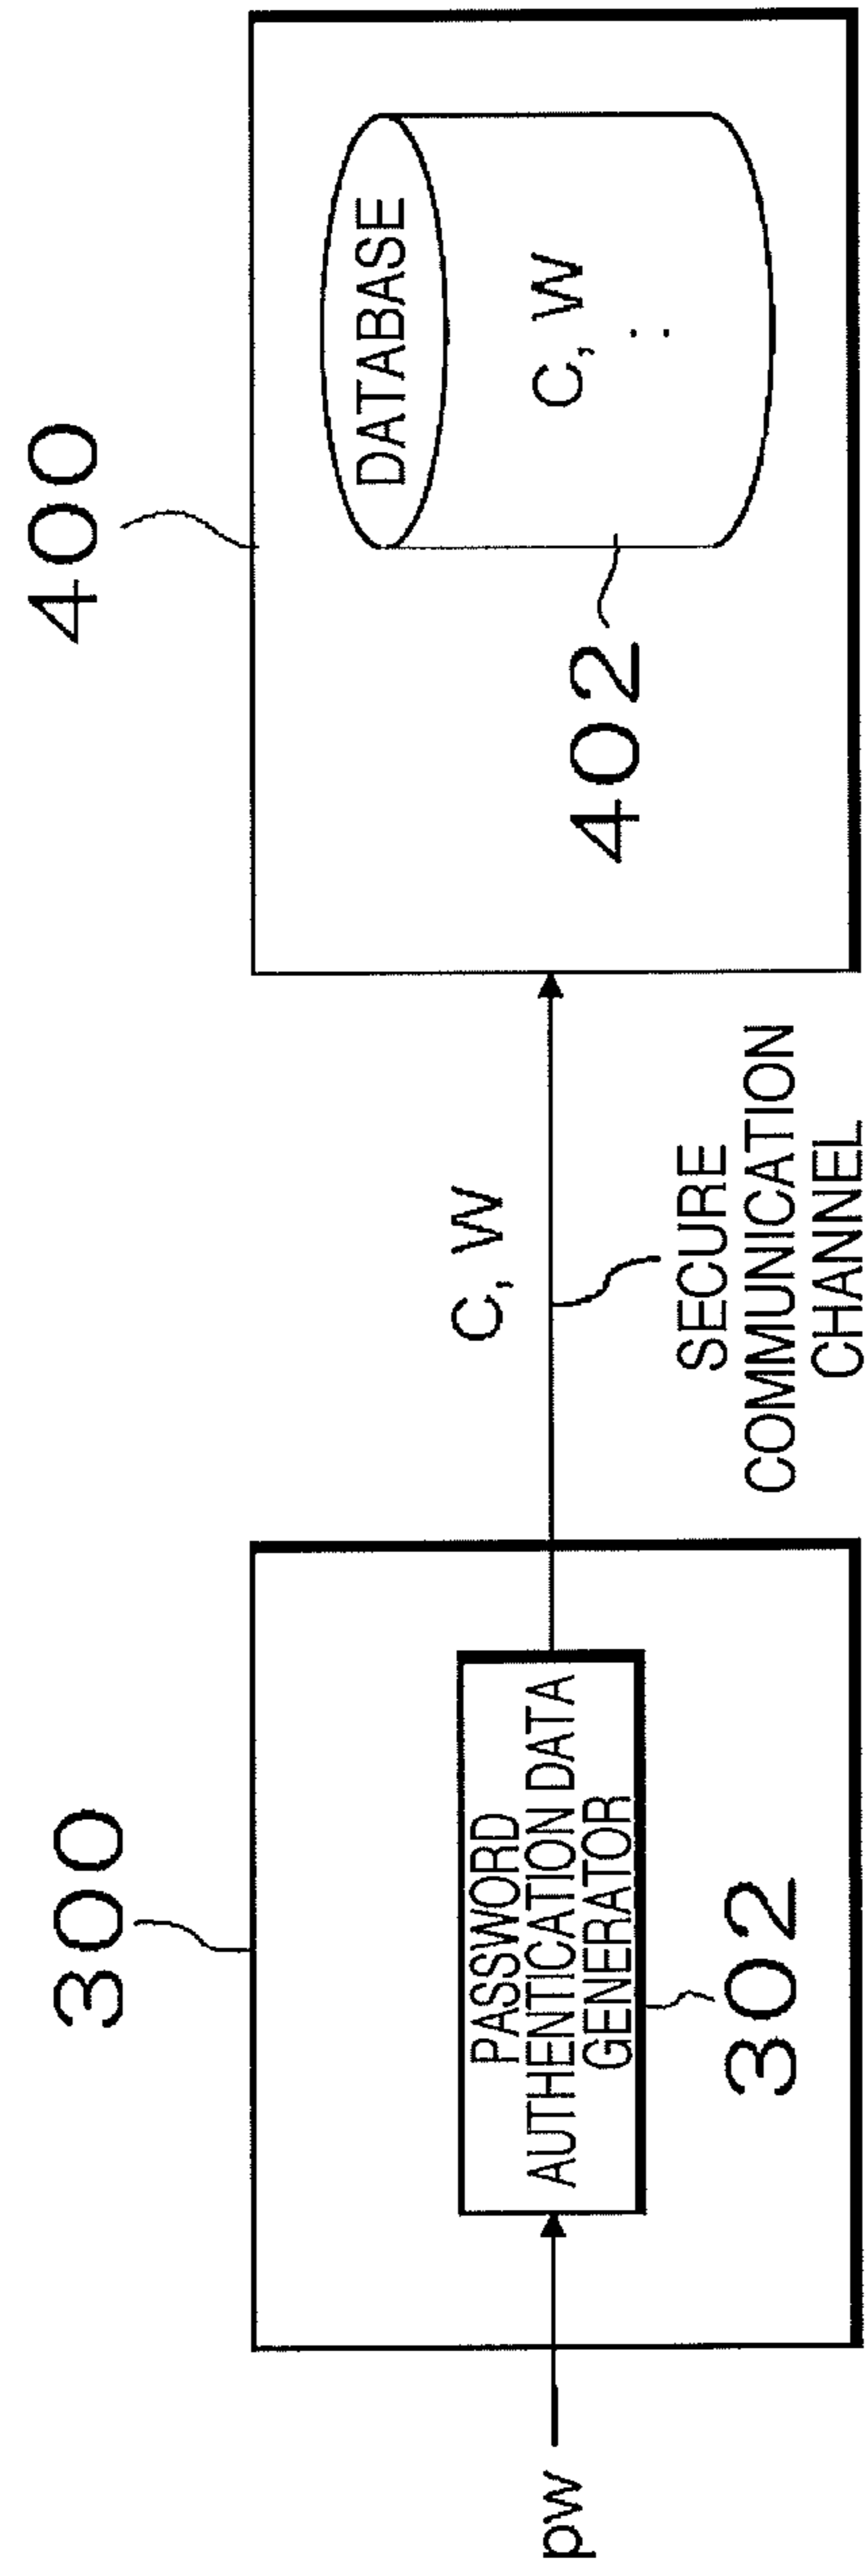 300
400
pw
PASSWORD
AUTHENTICATION DATA
GENERATOR
302
C, W
SECURE
COMMUNICATION
CHANNEL
DATABASE
C, W
:
402